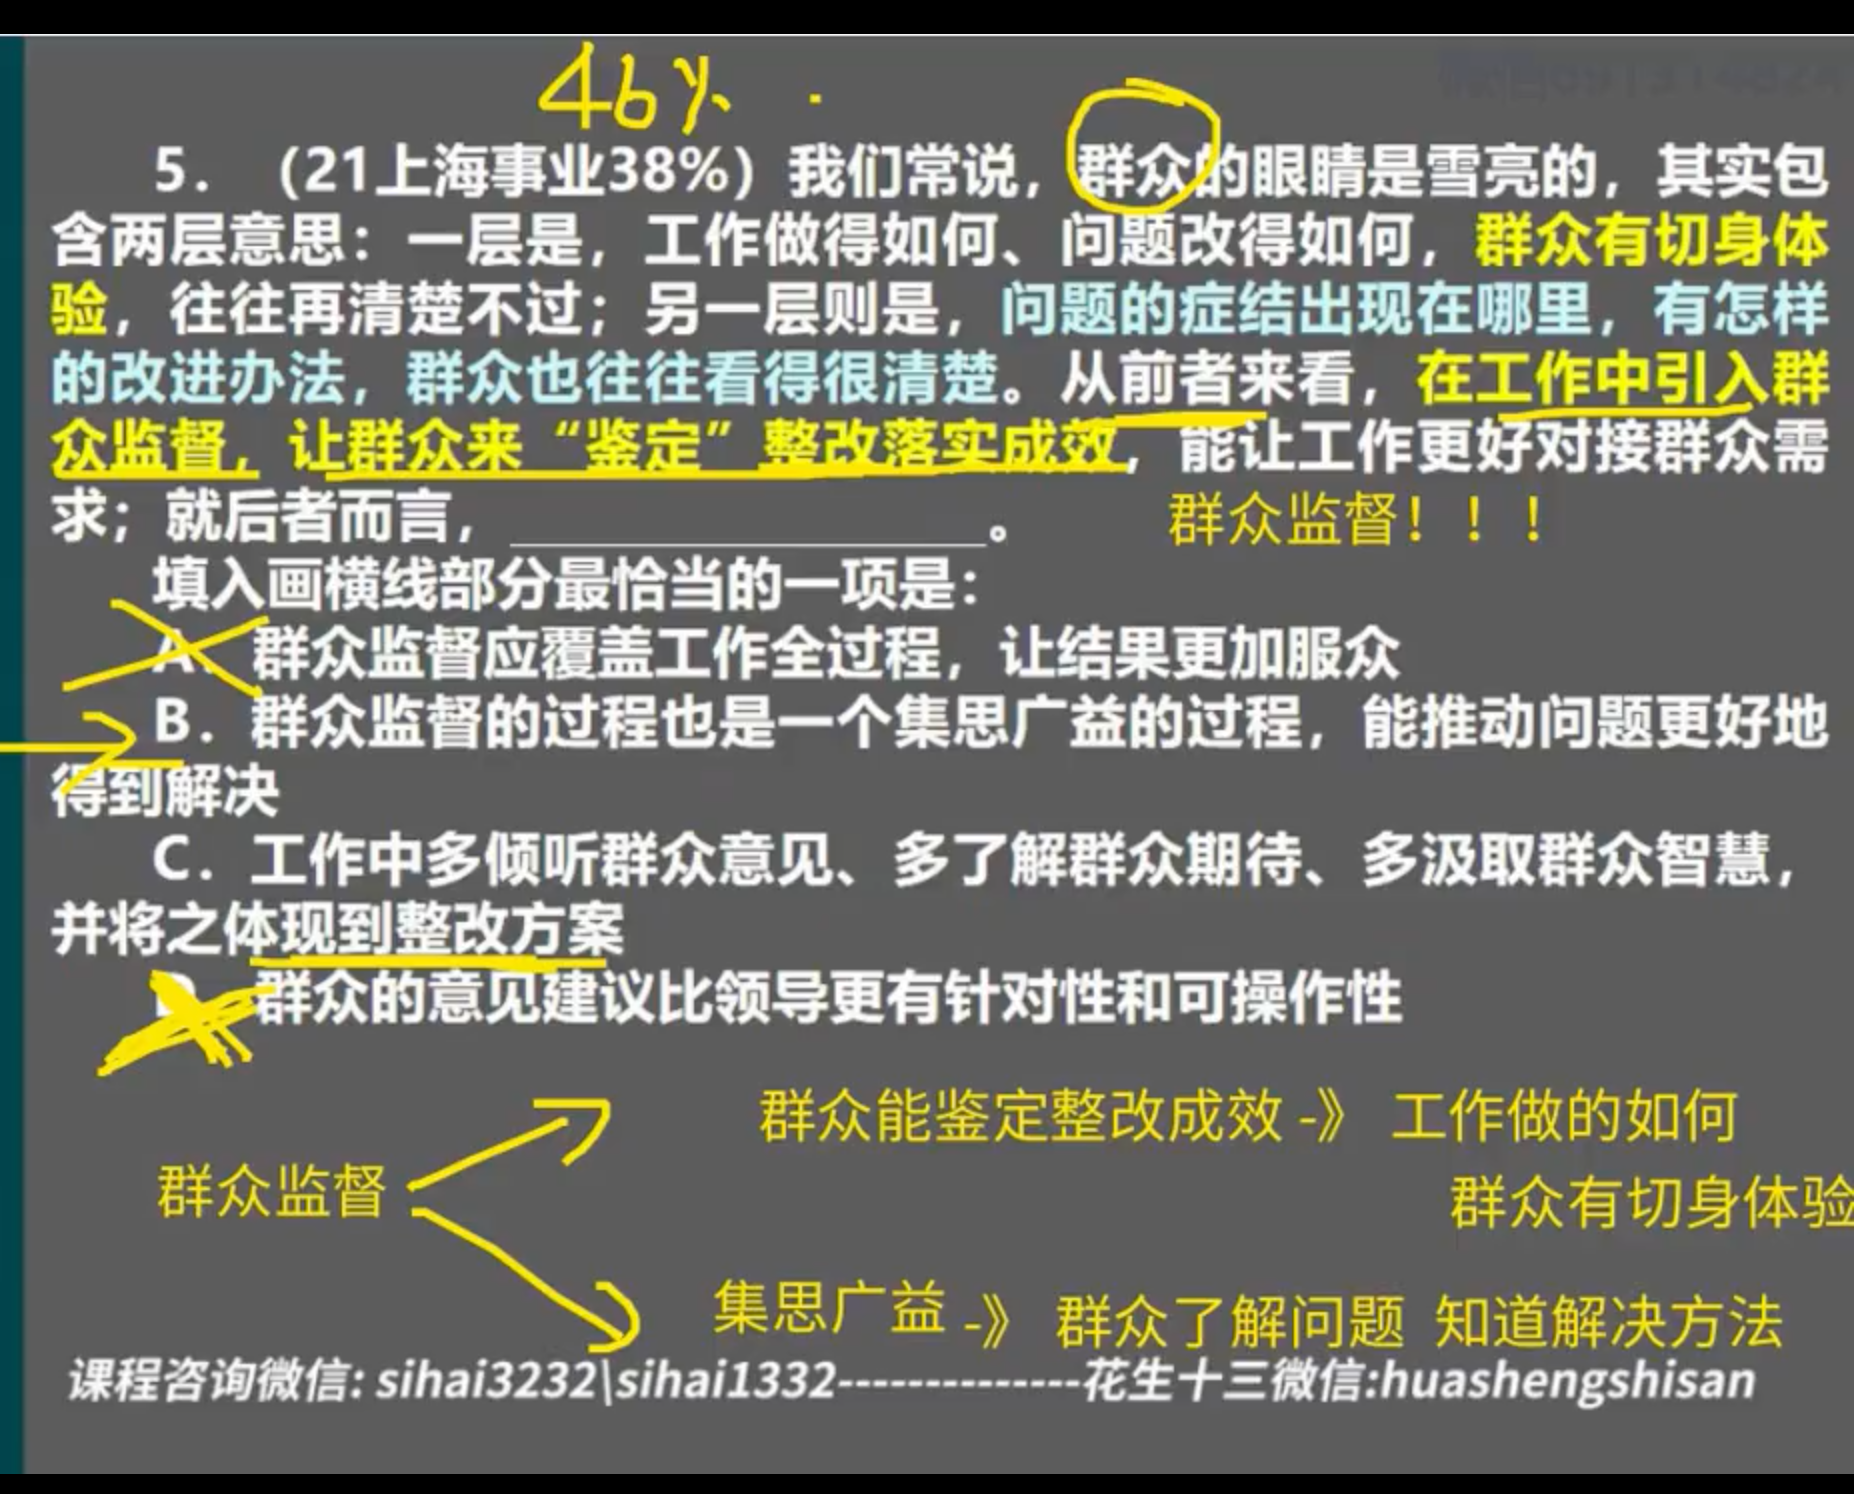 46%
5. （21上海事业38%）我们常说，群众的眼睛是雪亮的，其实包
含两层意思：一层是，工作做得如何、问题改得如何，群众有切身体
验，往往再清楚不过；另一层则是，问题的症结出现在哪里，有怎样
的改进办法，群众也往往看得很清楚。从前者来看，在工作中引入群
众监督，让群众来“鉴定”整改落实成效，能让工作更好对接群众需
求；就后者而言，________________。 群众监督！！！
填入画横线部分最恰当的一项是：
A. 群众监督应覆盖工作全过程，让结果更加服众
B. 群众监督的过程也是一个集思广益的过程，能推动问题更好地
得到解决
C. 工作中多倾听群众意见、多了解群众期待、多汲取群众智慧，
并将之体现到整改方案
D. 群众的意见建议比领导更有针对性和可操作性
群众能鉴定整改成效 -》 工作做的如何
群众监督
群众有切身体验
集思广益 -》 群众了解问题 知道解决方法
课程咨询微信: sihai3232\sihai1332--------------花生十三微信:huashengshisan